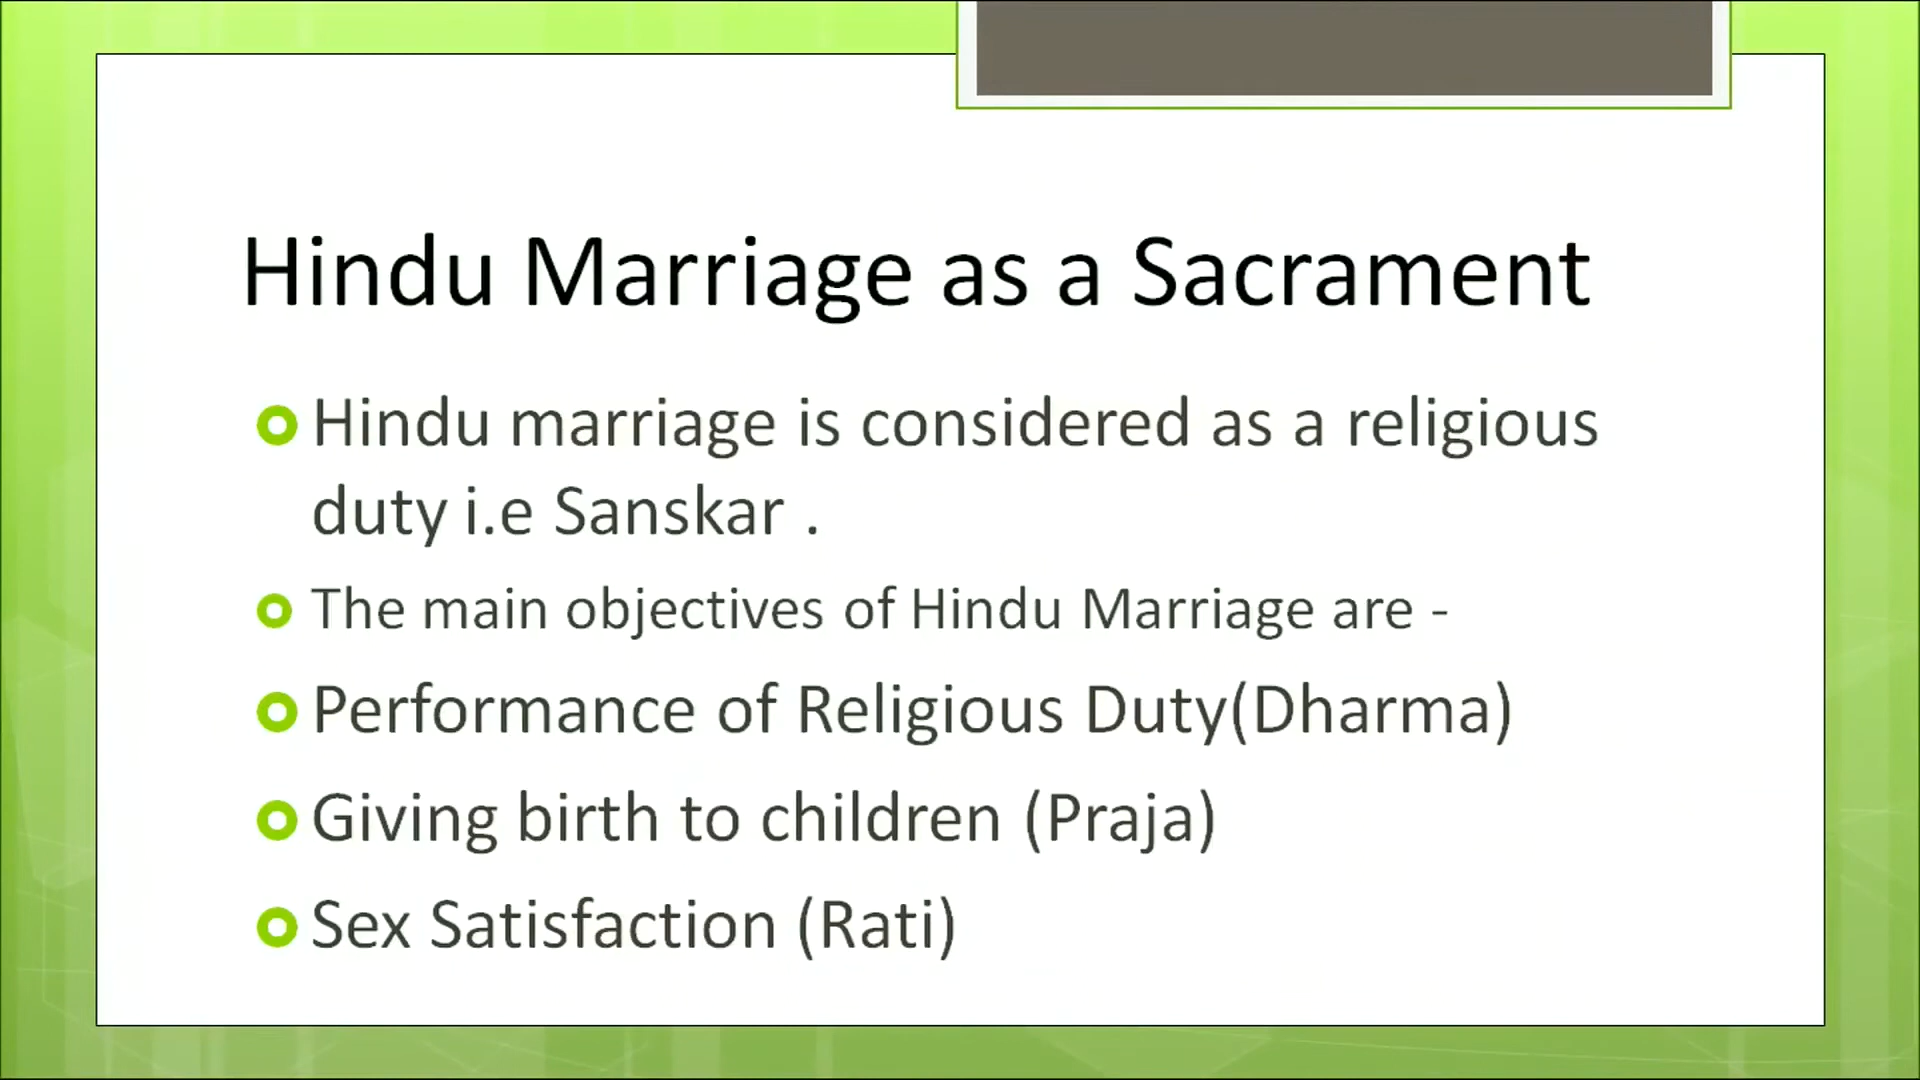 Hindu Marriage as a Sacrament
Hindu marriage is considered as a religious
duty i.e Sanskar .
The main objectives of Hindu Marriage are -
Performance of Religious Duty(Dharma)
Giving birth to children (Praja)
Sex Satisfaction (Rati)